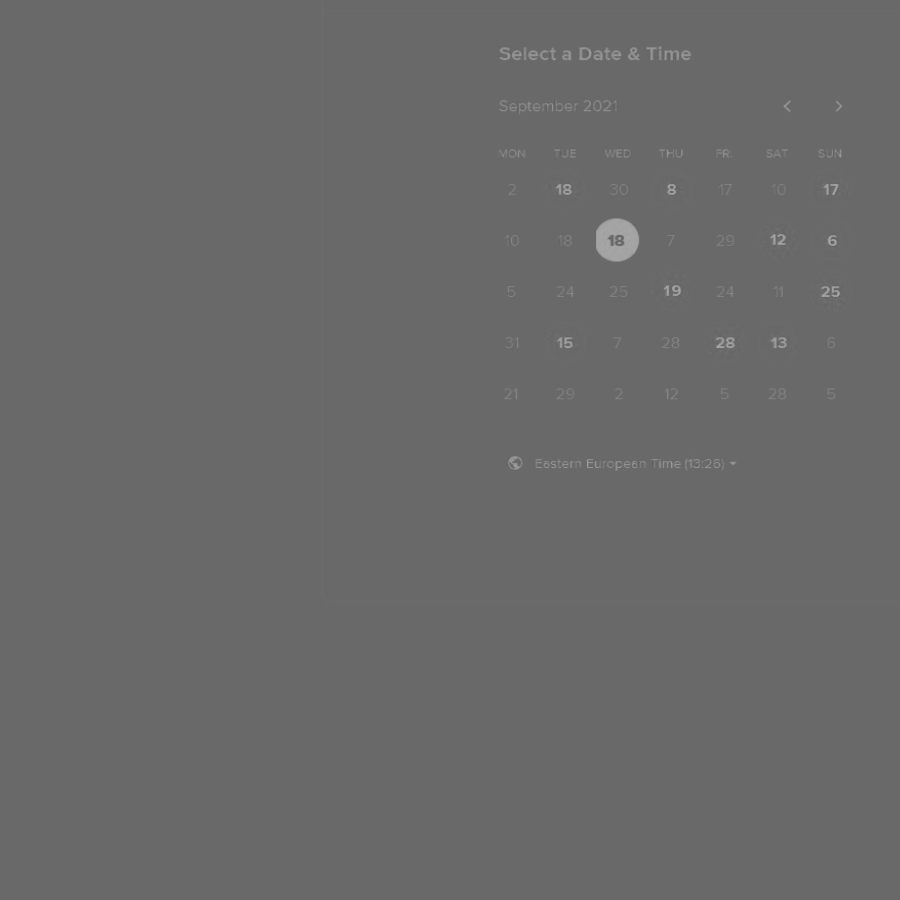 Select a Date & Time
September 2021
MON TUE WED THU FRI SAT SUN
2 18 30 8 17 10 17
10 18 18 7 29 12 6
5 24 25 19 24 11 25
31 15 7 28 28 13 6
21 29 2 12 5 28 5
Eastern European Time (13:26)